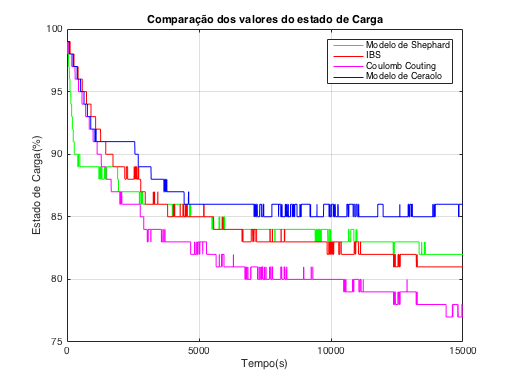 Comparação dos valores do estado de Carga
100
95
90
85
80
75
Estado de Carga(%)
Modelo de Shephard
IBS
Coulomb Couting
Modelo de Ceraolo
0
5000
10000
15000
Tempo(s)